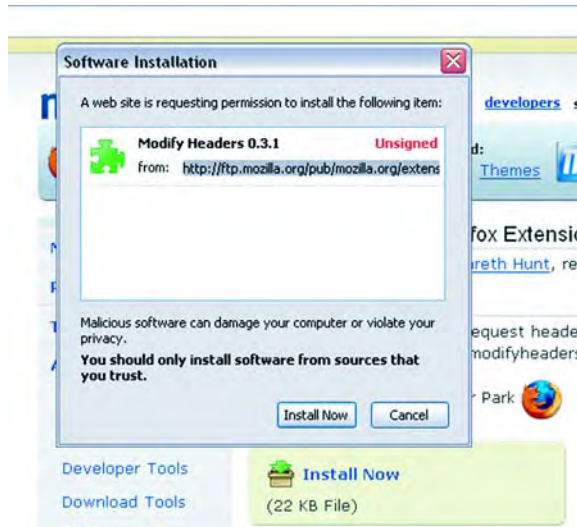 Software Installation
A web site is requesting permission to install the following item:
Modify Headers 0.3.1 Unsigned
from: http://ftp.mozilla.org/pub/mozilla.org/extens
Malicious software can damage your computer or violate your
privacy.
You should only install software from sources that
you trust.
Install Now Cancel
developers
d:
Themes
fox Extensi
reth Hunt, re
equest heade
modifyheaders
Park
Developer Tools
Download Tools
Install Now
(22 KB File)